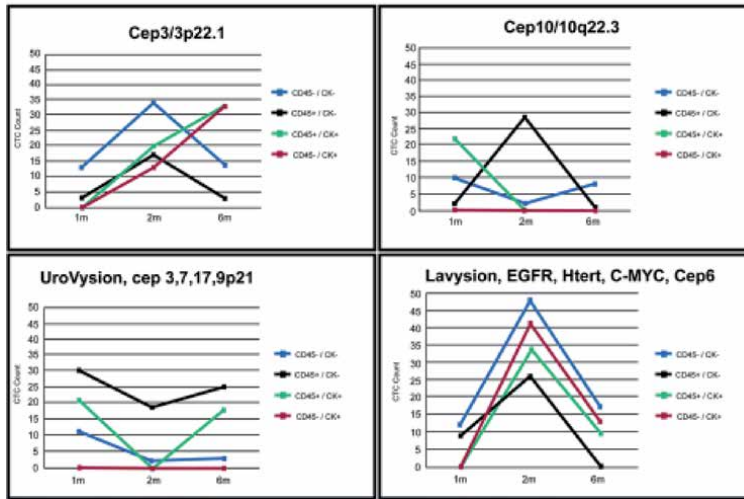 Cep3/3p22.1
CTC Count
50
45
40
35
30
25
20
15
10
5
0
1m 2m 6m
CD45- / CK-
CD45+ / CK-
CD45+ / CK+
CD45- / CK+
Cep10/10q22.3
CTC Count
50
45
40
35
30
25
20
15
10
5
0
1m 2m 6m
CD45- / CK-
CD45+ / CK-
CD45+ / CK+
CD45- / CK+
UroVysion, cep 3,7,17,9p21
CTC Count
50
45
40
35
30
25
20
15
10
5
0
1m 2m 6m
CD45- / CK-
CD45+ / CK-
CD45+ / CK+
CD45- / CK+
Lavysion, EGFR, Htert, C-MYC, Cep6
CTC Count
50
45
40
35
30
25
20
15
10
5
0
1m 2m 6m
CD45- / CK-
CD45+ / CK-
CD45+ / CK+
CD45- / CK+